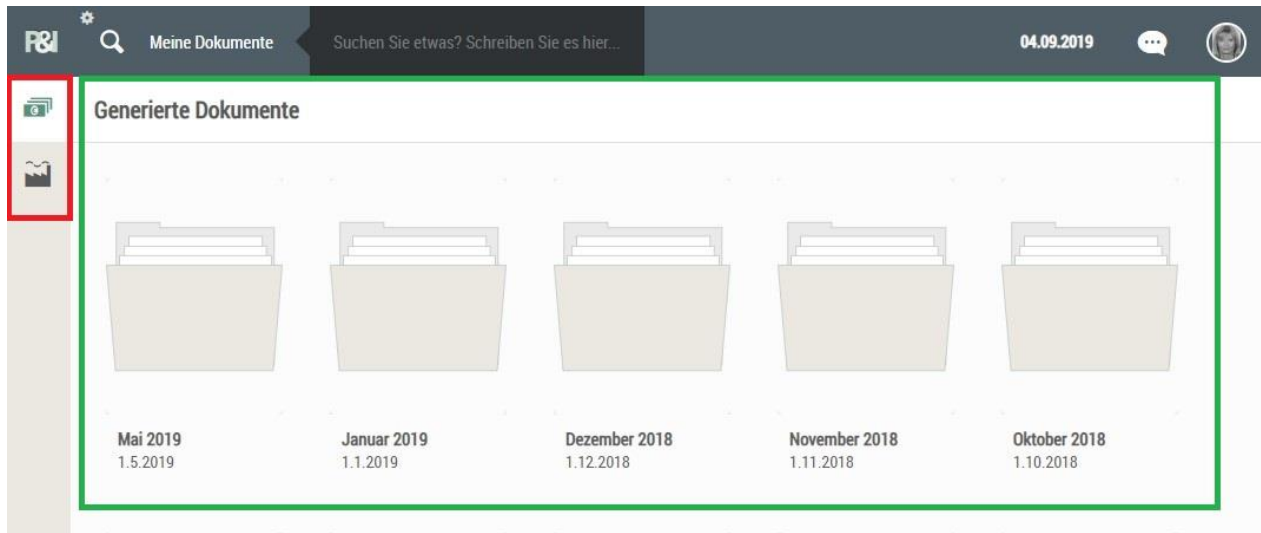 P&I Meine Dokumente Suchen Sie etwas? Schreiben Sie es hier... 04.09.2019
Generierte Dokumente
Mai 2019 Januar 2019 Dezember 2018 November 2018 Oktober 2018
1.5.2019 1.1.2019 1.12.2018 1.11.2018 1.10.2018